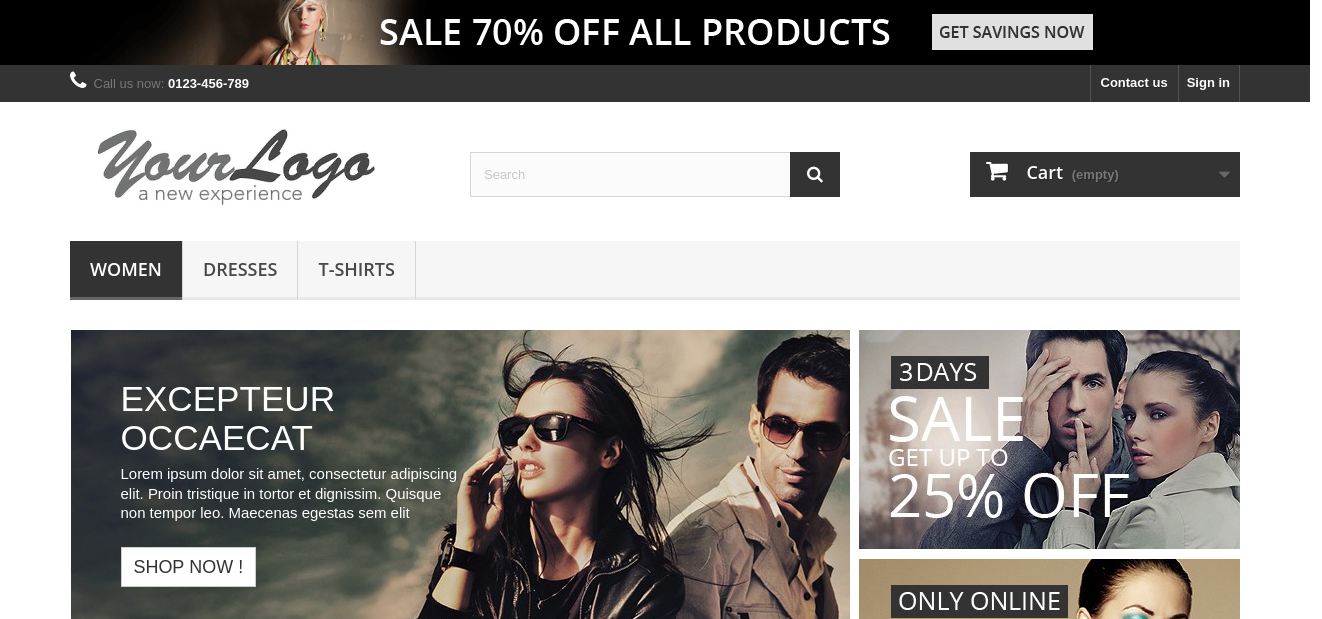 SALE 70% OFF ALL PRODUCTS GET SAVINGS NOW
Call us now: 0123-456-789 Contact us Sign in
YourLogo
a new experience
Search
Cart (empty)
WOMEN DRESSES T-SHIRTS
EXCEPTEUR
OCCAECAT
Lorem ipsum dolor sit amet, consectetur adipiscing
elit. Proin tristique in tortor et dignissim. Quisque
non tempor leo. Maecenas egestas sem elit
SHOP NOW !
3 DAYS
SALE
GET UP TO
25% OFF
ONLY ONLINE